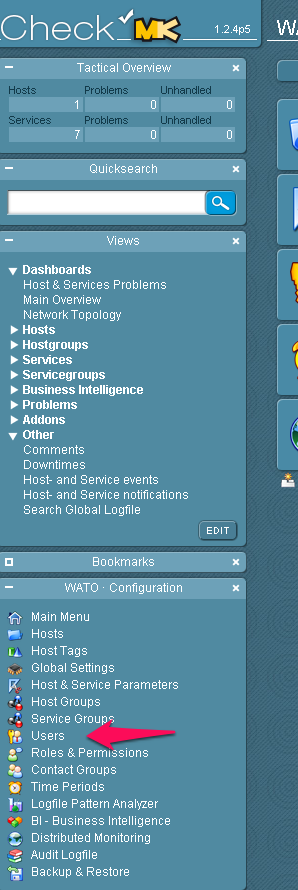 Check MK 1.2.4p5
WA
Tactical Overview
Hosts Problems Unhandled
1 0 0
Services Problems Unhandled
7 0 0
Quicksearch
Views
Dashboards
Host & Services Problems
Main Overview
Network Topology
Hosts
Hostgroups
Services
Servicegroups
Business Intelligence
Problems
Addons
Other
Comments
Downtimes
Host- and Service events
Host- and Service notifications
Search Global Logfile
EDIT
Bookmarks
WATO · Configuration
Main Menu
Hosts
Host Tags
Global Settings
Host & Service Parameters
Host Groups
Service Groups
Users
Roles & Permissions
Contact Groups
Time Periods
Logfile Pattern Analyzer
BI - Business Intelligence
Distributed Monitoring
Audit Logfile
Backup & Restore